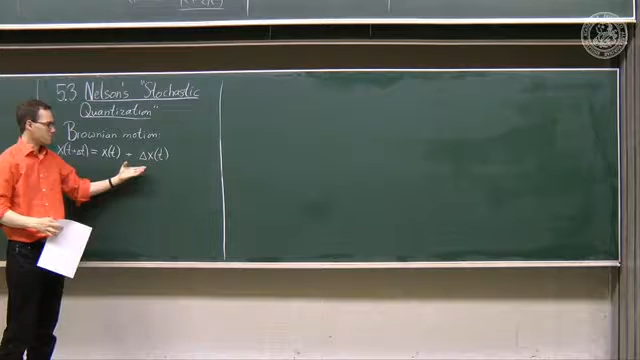 5.3 Nelson's "Stochastic
Quantization"
Brownian motion:
x(t+Δt) = x(t) + Δx(t)